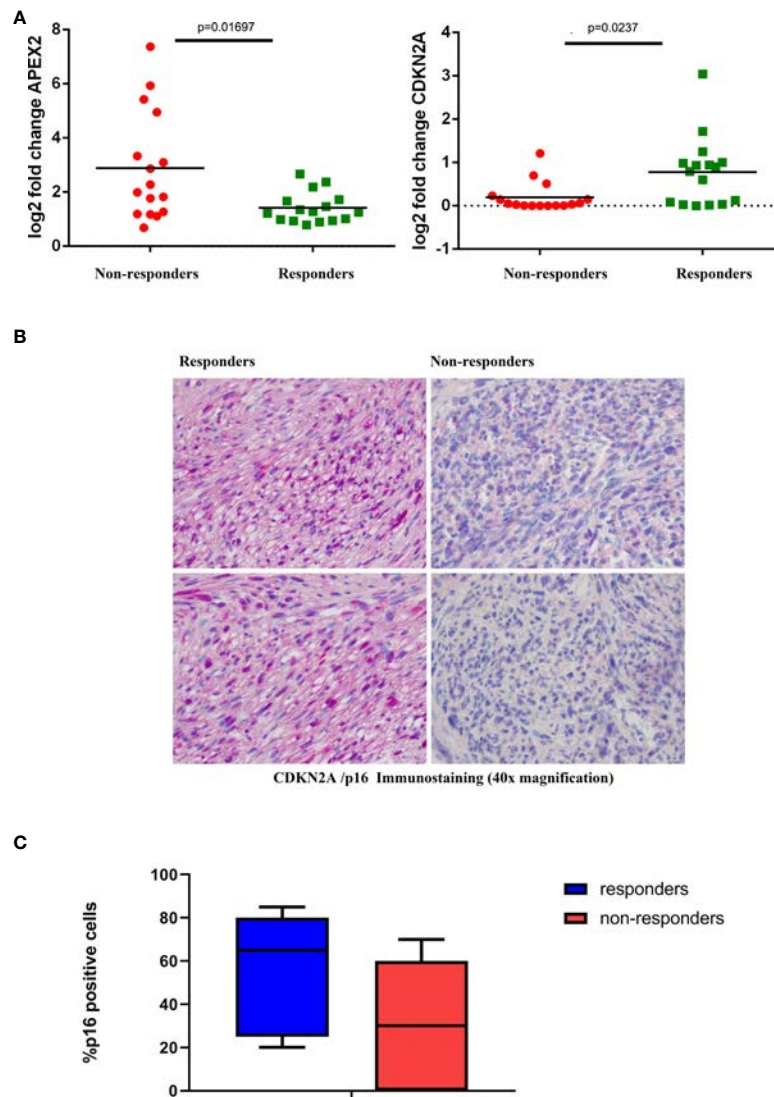 A
p=0.01697
8
6
4
2
0
log2 fold change APEX2
Non-responders
Responders
p=0.0237
4
3
2
1
0
-1
log2 fold change CDKN2A
Non-responders
Responders
B
Responders
Non-responders
CDKN2A /p16 Immunostaining (40x magnification)
C
100
80
60
40
20
0
%p16 positive cells
responders
non-responders